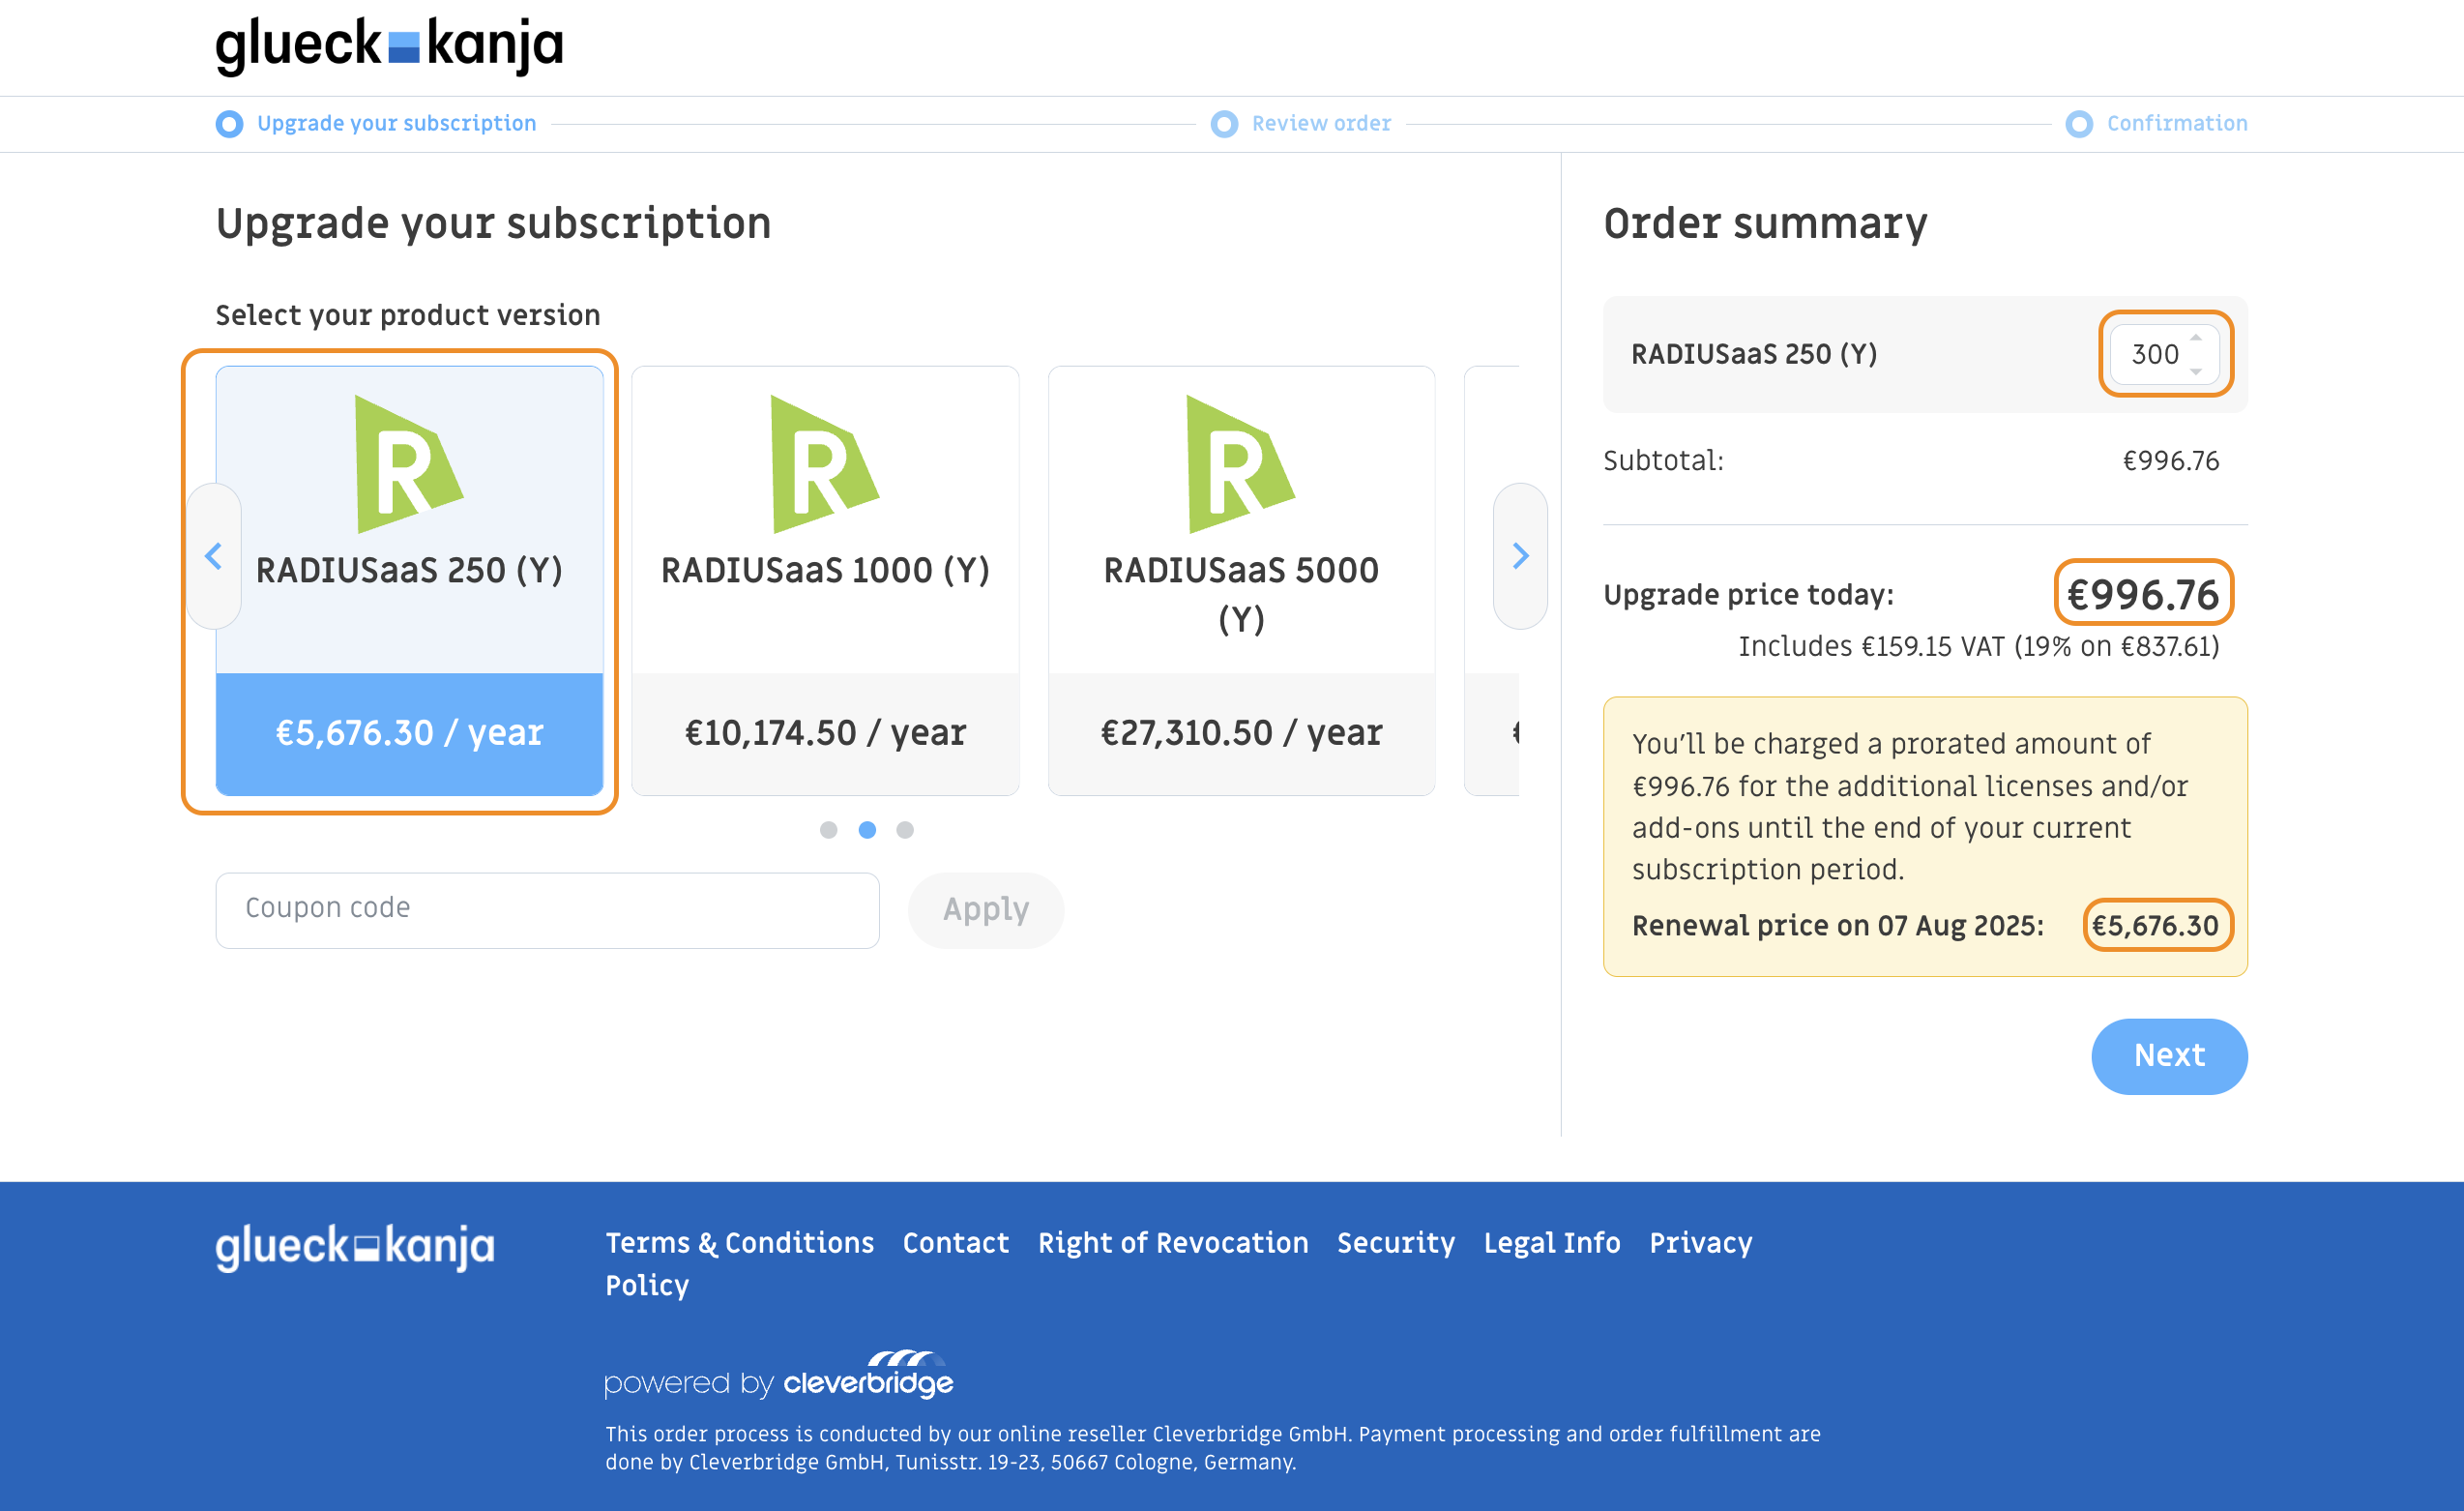 glueck kanja
Upgrade your subscription
Review order
Confirmation
Upgrade your subscription
Select your product version
R
RADIUSaaS 250 (Y)
€5,676.30 / year
R
RADIUSaaS 1000 (Y)
€10,174.50 / year
R
RADIUSaaS 5000
(Y)
€27,310.50 / year
Coupon code
Apply
Order summary
RADIUSaaS 250 (Y)
300
Subtotal:
€996.76
Upgrade price today:
€996.76
Includes €159.15 VAT (19% on €837.61)
You’ll be charged a prorated amount of
€996.76 for the additional licenses and/or
add-ons until the end of your current
subscription period.
Renewal price on 07 Aug 2025:
€5,676.30
Next
glueck kanja
Terms & Conditions Contact Right of Revocation Security Legal Info Privacy
Policy
powered by cleverbridge
This order process is conducted by our online reseller Cleverbridge GmbH. Payment processing and order fulfillment are
done by Cleverbridge GmbH, Tunisstr. 19-23, 50667 Cologne, Germany.